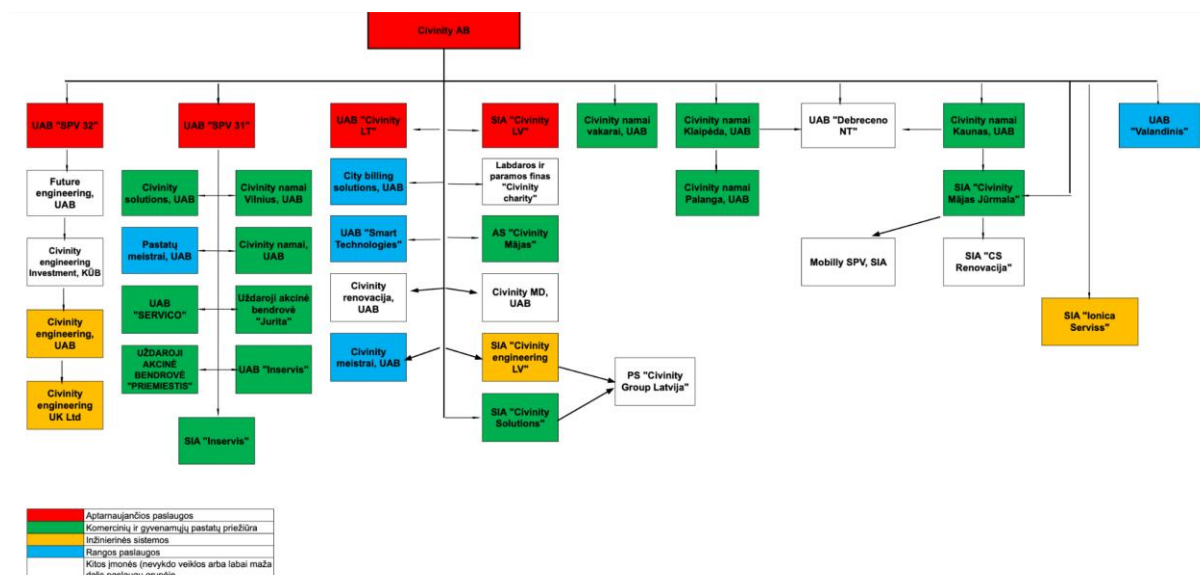 Civinity AB
UAB "SPV 32"
UAB "SPV 31"
UAB "Civinity
LT"
SIA "Civinity
LV"
Civinity namai
vakarai, UAB
Civinity namai
Klaipėda, UAB
UAB "Debreceno
NT"
Civinity namai
Kaunas, UAB
UAB
"Valandinis"
Future
engineering,
UAB
Civinity
solutions, UAB
Civinity namai
Vilnius, UAB
City billing
solutions, UAB
Labdaros ir
paramos finas
"Civinity
charity"
Civinity namai
Palanga, UAB
SIA "Civinity
Mājas Jūrmala"
Civinity
engineering
Investment, KŪB
Pastatų
meistrai, UAB
Civinity namai,
UAB
UAB "Smart
Technologies"
AS "Civinity
Mājas"
Mobilly SPV, SIA
SIA "CS
Renovacija"
Civinity
engineering,
UAB
UAB
"SERVICO"
Uždaroji akcinė
bendrovė
"Jurita"
Civinity
renovacija,
UAB
Civinity MD,
UAB
SIA "Ionica
Serviss"
Civinity
engineering
UK Ltd
UŽDAROJI
AKCINĖ
BENDROVĖ
"PRIEMIESTIS"
UAB "Inservis"
Civinity
meistrai, UAB
SIA "Civinity
engineering
LV"
PS "Civinity
Group Latvija"
SIA "Inservis"
SIA "Civinity
Solutions"
Aptarnaujančios paslaugos
Komercinių ir gyvenamųjų pastatų priežiūra
Inžinierinės sistemos
Rangos paslaugos
Kitos įmonės (nevykdo veiklos arba labai maža
dalis paslaugų grupėje